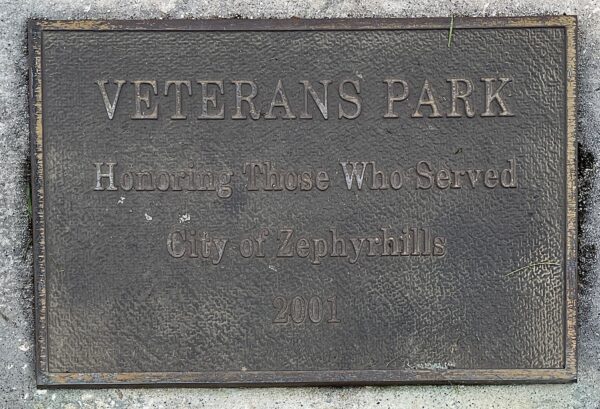 VETERANS PARK
Honoring Those Who Served
City of Zephyrhills
2001